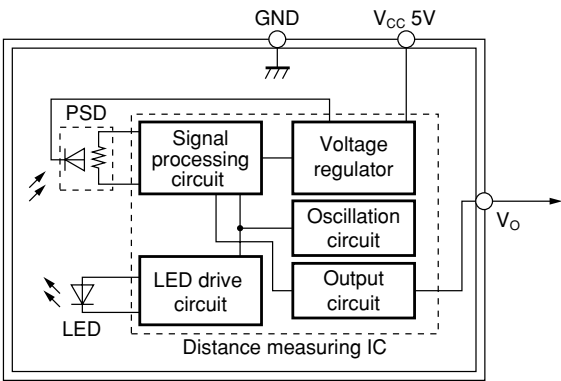 GND
VCC 5V
PSD
Signal
processing
circuit
Voltage
regulator
Oscillation
circuit
VO
LED drive
circuit
Output
circuit
LED
Distance measuring IC